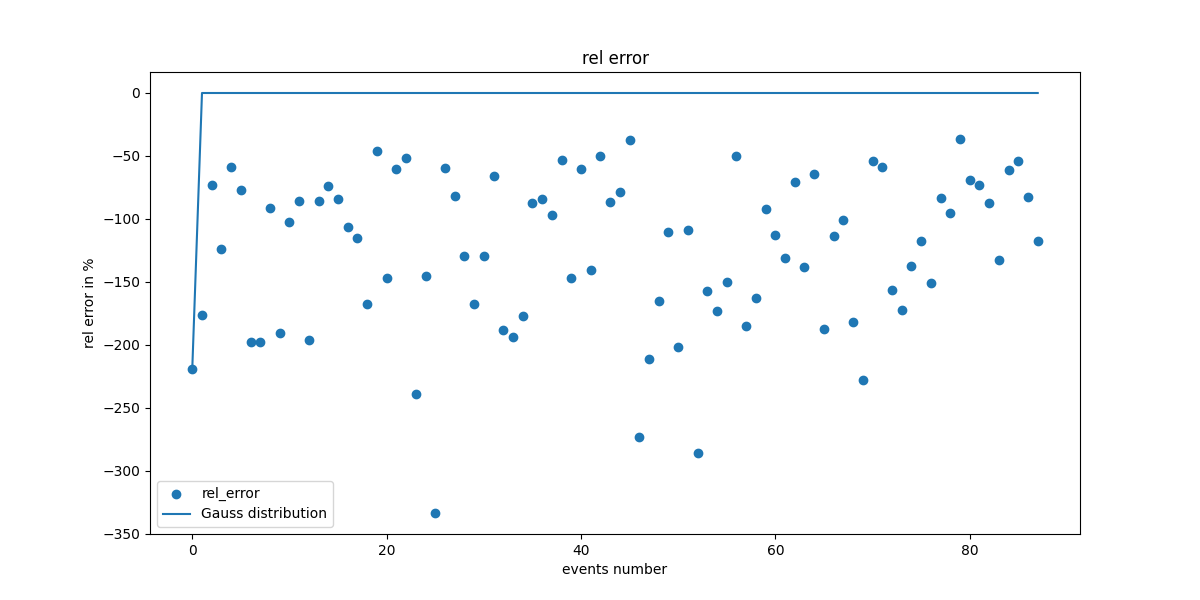 rel error
0
−50
−100
−150
−200
−250
−300
−350
rel error in %
rel_error
Gauss distribution
0 20 40 60 80
events number